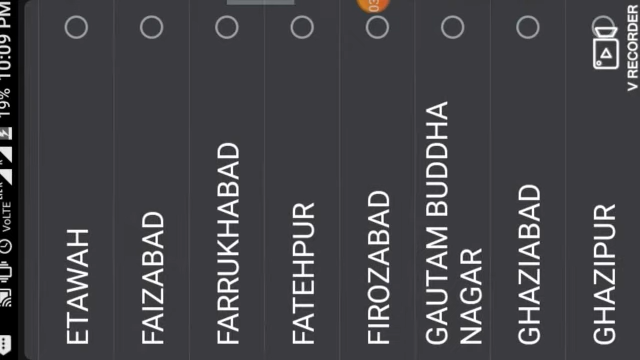 VoLTE 19% 10:09 PM
ETAWAH
FAIZABAD
FARRUKHABAD
FATEHPUR
FIROZABAD
GAUTAM BUDDHA
NAGAR
GHAZIABAD
GHAZIPUR
V RECORDER